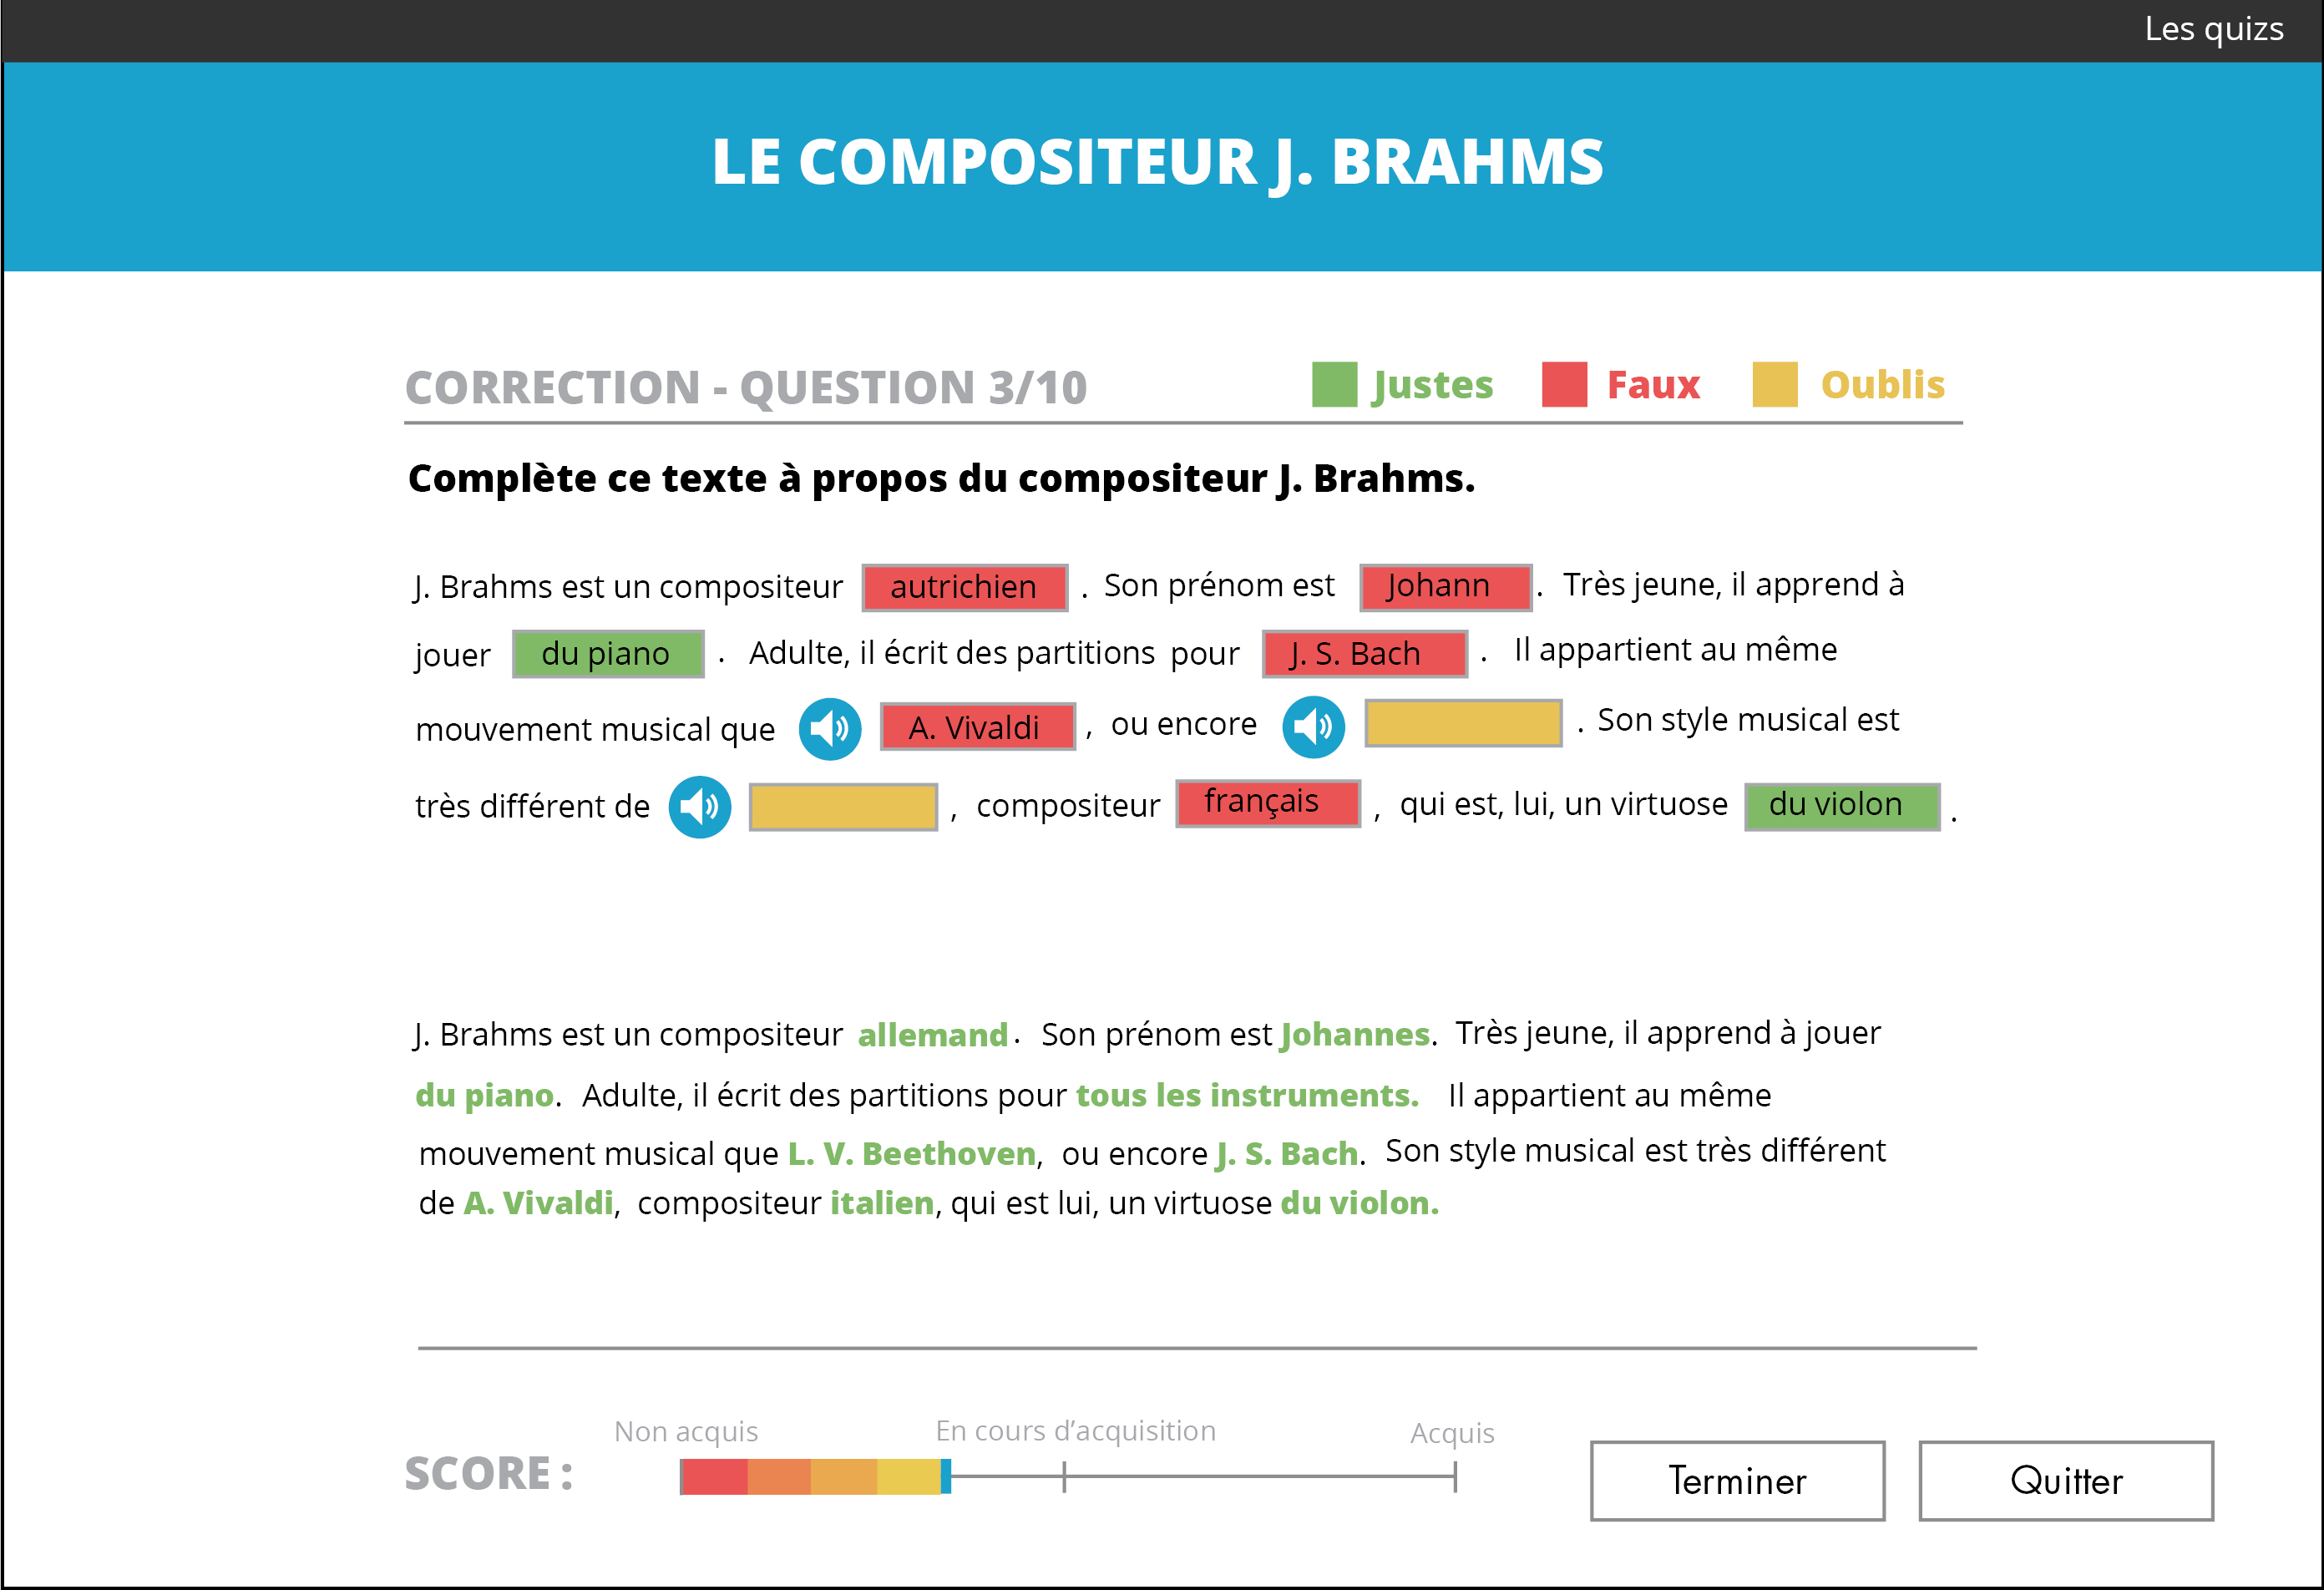 Les quizs
LE COMPOSITEUR J. BRAHMS
CORRECTION - QUESTION 3/10 Justes Faux Oublis
Complète ce texte à propos du compositeur J. Brahms.
J. Brahms est un compositeur autrichien . Son prénom est Johann . Très jeune, il apprend à
jouer du piano . Adulte, il écrit des partitions pour J. S. Bach . Il appartient au même
mouvement musical que A. Vivaldi , ou encore . Son style musical est
très différent de , compositeur français , qui est, lui, un virtuose du violon .
J. Brahms est un compositeur allemand . Son prénom est Johannes. Très jeune, il apprend à jouer
du piano. Adulte, il écrit des partitions pour tous les instruments. Il appartient au même
mouvement musical que L. V. Beethoven, ou encore J. S. Bach. Son style musical est très différent
de A. Vivaldi, compositeur italien, qui est lui, un virtuose du violon.
Non acquis En cours d’acquisition Acquis
SCORE : Terminer Quitter